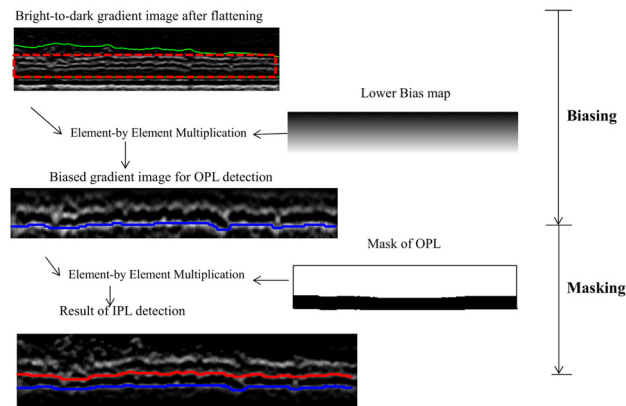 Bright-to-dark gradient image after flattening
Lower Bias map
Biasing
Element-by Element Multiplication
Biased gradient image for OPL detection
Mask of OPL
Element-by Element Multiplication
Masking
Result of IPL detection